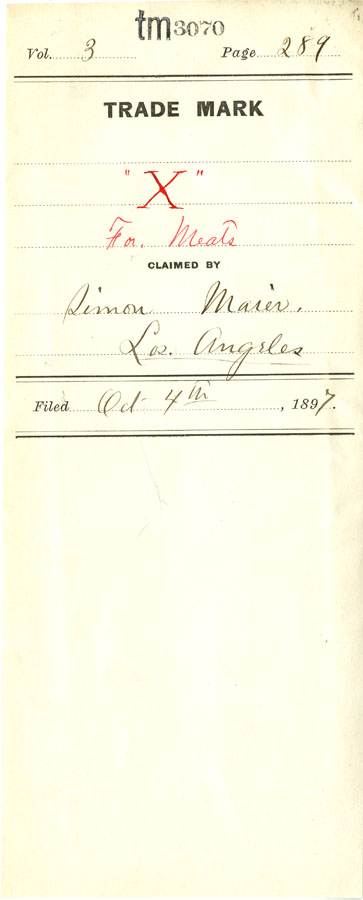 tm3070
Vol. 3 Page 289
TRADE MARK
"X"
For. Meats
CLAIMED BY
Simon Maier.
Los. Angeles
Filed Oct 4th, 1897.